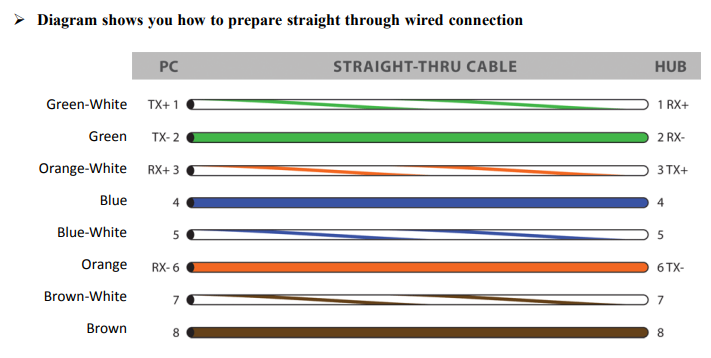 ➢ Diagram shows you how to prepare straight through wired connection
PC STRAIGHT-THRU CABLE HUB
Green-White TX+ 1 1 RX+
Green TX- 2 2 RX-
Orange-White RX+ 3 3 TX+
Blue 4 4
Blue-White 5 5
Orange RX- 6 6 TX-
Brown-White 7 7
Brown 8 8